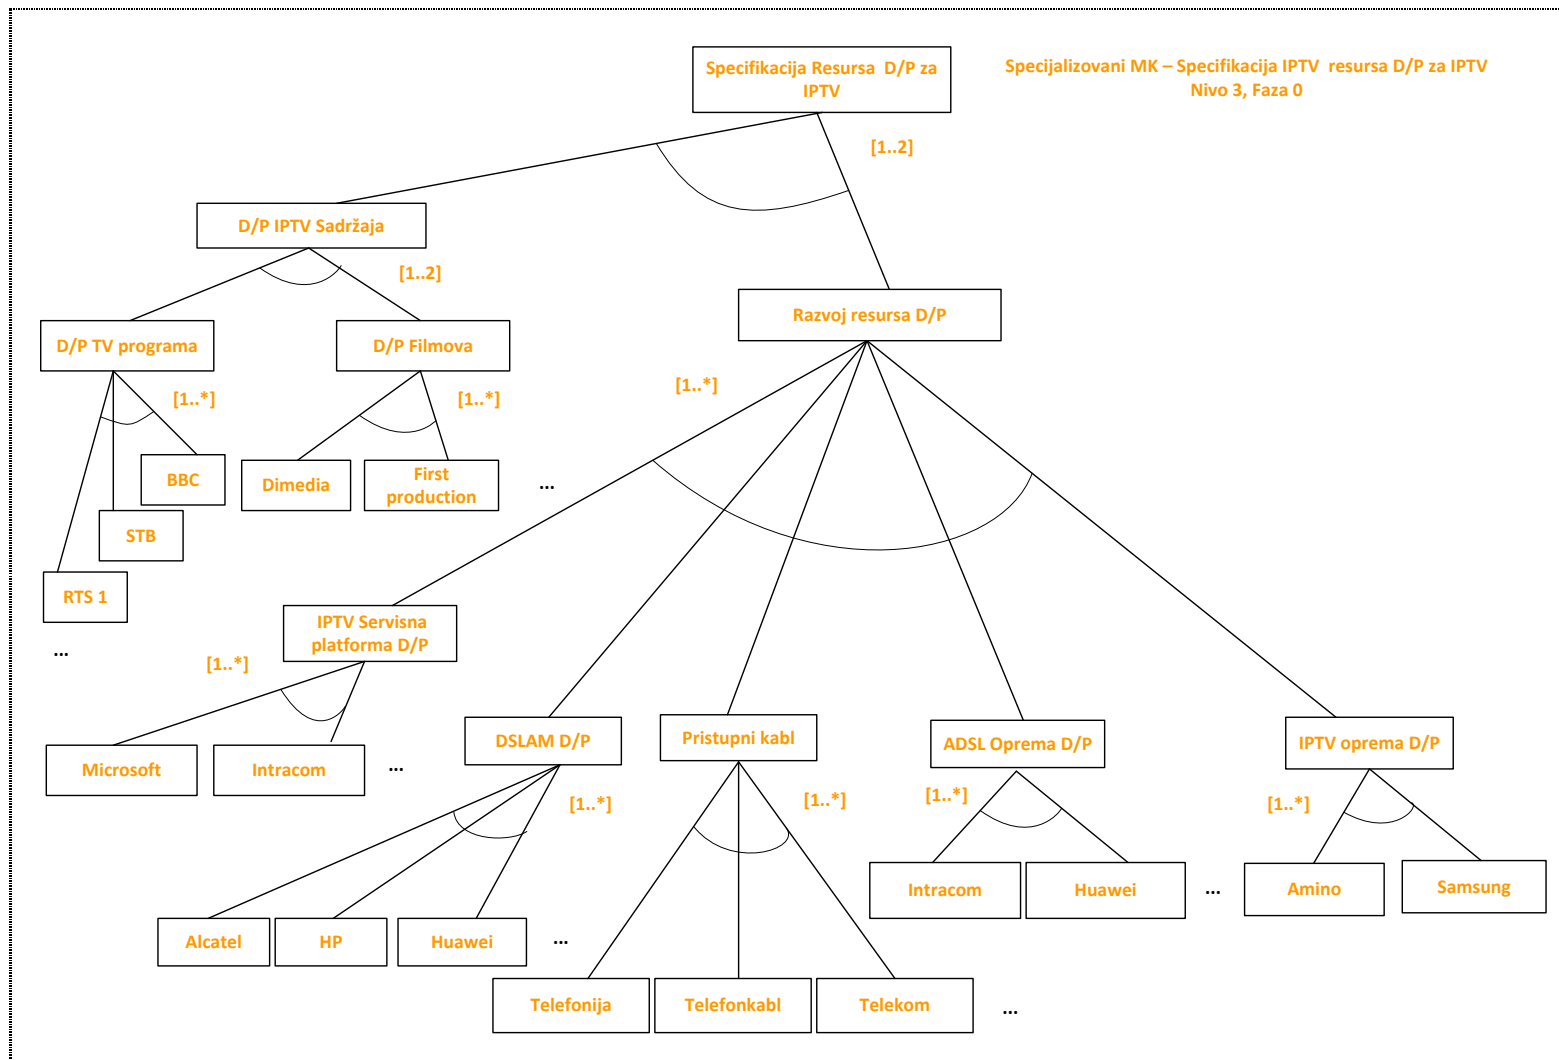 Specifikacija Resursa D/P za
IPTV
Specijalizovani MK – Specifikacija IPTV resursa D/P za IPTV
Nivo 3, Faza 0
[1..2]
D/P IPTV Sadržaja
[1..2]
Razvoj resursa D/P
D/P TV programa
D/P Filmova
[1..*]
[1..*]
[1..*]
BBC
Dimedia
First
production
...
STB
RTS 1
...
IPTV Servisna
platforma D/P
[1..*]
Microsoft
Intracom
...
DSLAM D/P
Pristupni kabl
ADSL Oprema D/P
IPTV oprema D/P
[1..*]
[1..*]
[1..*]
[1..*]
Intracom
Huawei
...
Amino
Samsung
Alcatel
HP
Huawei
...
Telefonija
Telefonkabl
Telekom
...